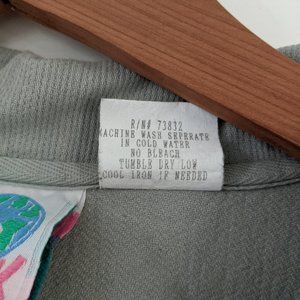 R/N# 73832
MACHINE WASH SEPERATE
IN COLD WATER
NO BLEACH
TUMBLE DRY LOW
COOL IRON IF NEEDED